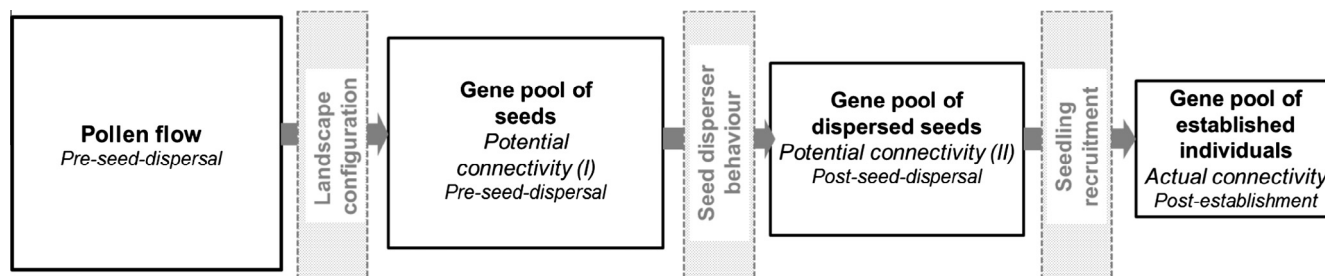 Pollen flow
Pre-seed-dispersal
Landscape
configuration
Gene pool of
seeds
Potential
connectivity (I)
Pre-seed-dispersal
Seed disperser
behaviour
Gene pool of
dispersed seeds
Potential connectivity (II)
Post-seed-dispersal
Seedling
recruitment
Gene pool of
established
individuals
Actual connectivity
Post-establishment